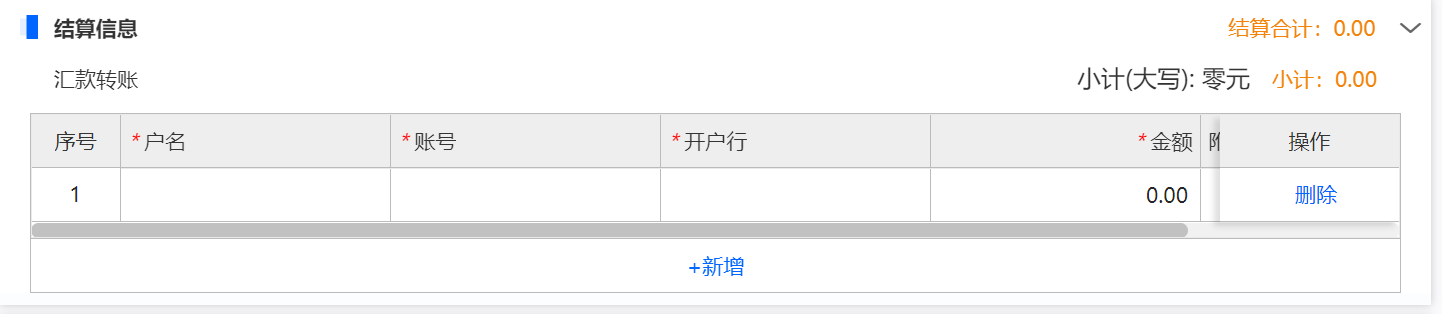 结算信息 结算合计：0.00
汇款转账 小计(大写): 零元 小计：0.00
序号 *户名 *账号 *开户行 *金额 操作
1 0.00 删除
+新增